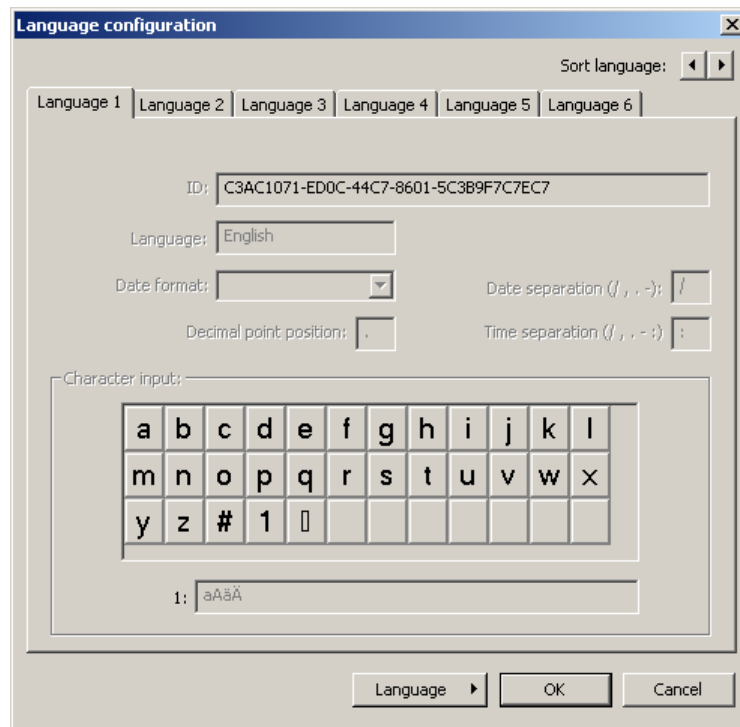 Language configuration
Sort language:
Language 1 Language 2 Language 3 Language 4 Language 5 Language 6
ID: C3AC1071-ED0C-44C7-8601-5C3B9F7C7EC7
Language: English
Date format: Date separation (/ , . -): /
Decimal point position: . Time separation (/ , . - :) :
Character input:
a b c d e f g h i j k l
m n o p q r s t u v w x
y z # 1 ▯
1: aAäÄ
Language OK Cancel